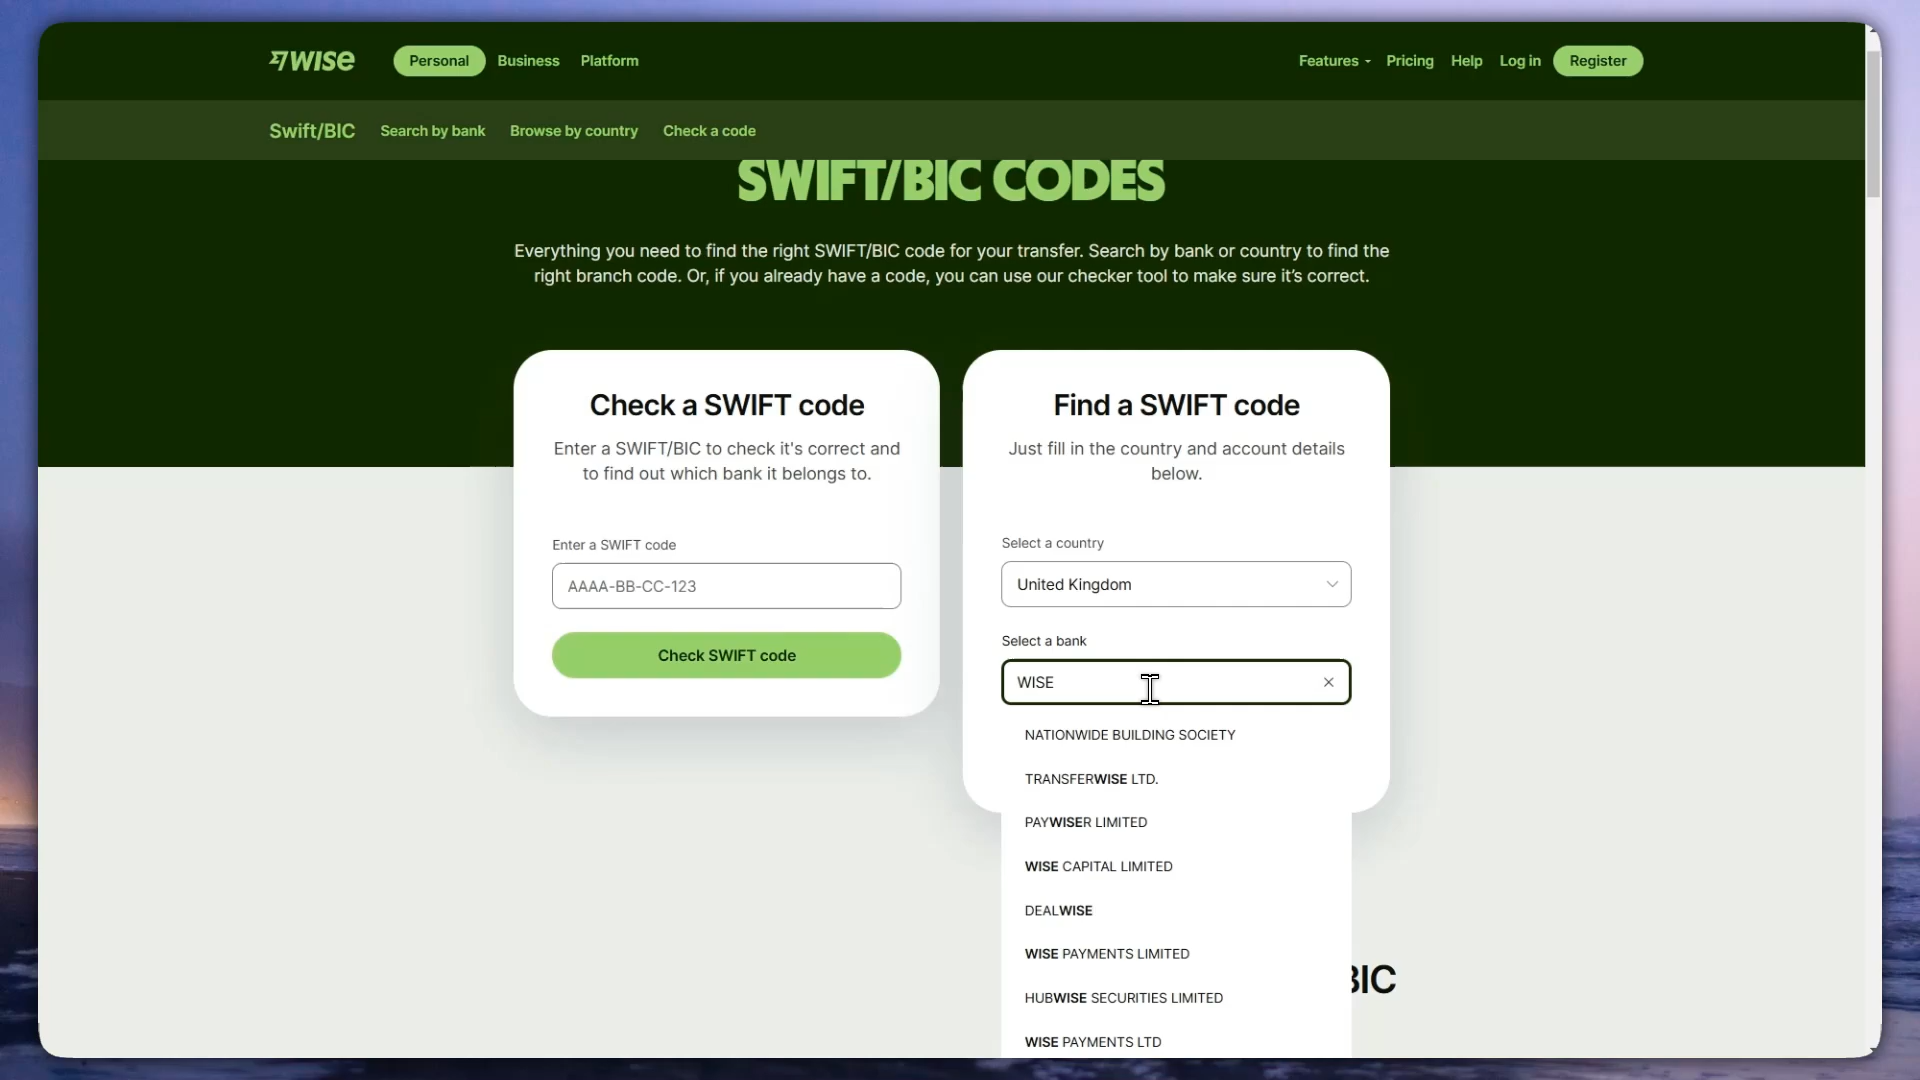 WISE
Personal
Business
Platform
Features
Pricing
Help
Log in
Register
Swift/BIC
Search by bank
Browse by country
Check a code
SWIFT/BIC CODES
Everything you need to find the right SWIFT/BIC code for your transfer. Search by bank or country to find the
right branch code. Or, if you already have a code, you can use our checker tool to make sure it’s correct.
Check a SWIFT code
Enter a SWIFT/BIC to check it's correct and
to find out which bank it belongs to.
Enter a SWIFT code
AAAA-BB-CC-123
Check SWIFT code
Find a SWIFT code
Just fill in the country and account details
below.
Select a country
United Kingdom
Select a bank
WISE
NATIONWIDE BUILDING SOCIETY
TRANSFERWISE LTD.
PAYWISER LIMITED
WISE CAPITAL LIMITED
DEALWISE
WISE PAYMENTS LIMITED
HUBWISE SECURITIES LIMITED
WISE PAYMENTS LTD
BIC